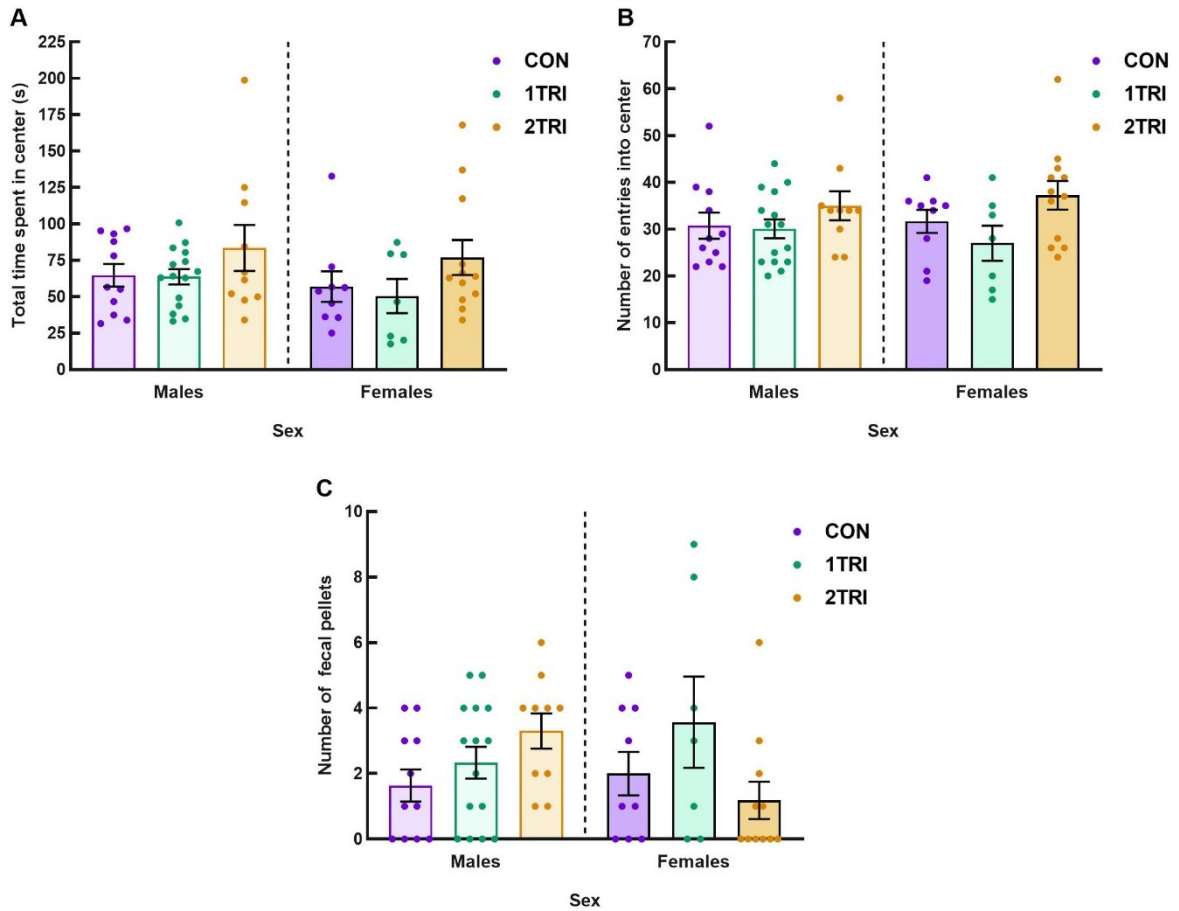 A
Total time spent in center (s)
225
200
175
150
125
100
75
50
25
0
CON
1TRI
2TRI
Males
Females
Sex
B
Number of entries into center
70
60
50
40
30
20
10
0
CON
1TRI
2TRI
Males
Females
Sex
C
Number of fecal pellets
10
8
6
4
2
0
CON
1TRI
2TRI
Males
Females
Sex